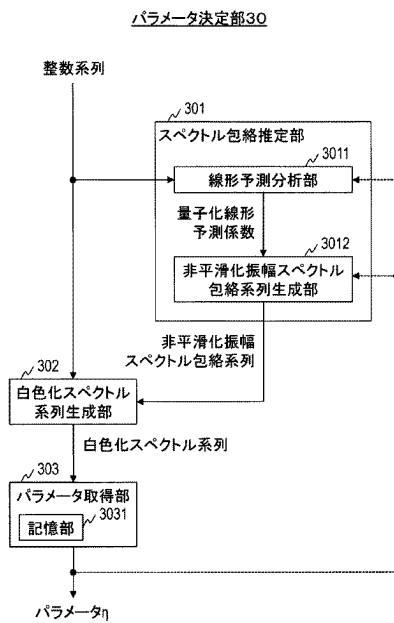 パラメータ決定部30
整数系列
301
スペクトル包絡推定部
3011
線形予測分析部
量子化線形
予測係数
3012
非平滑化振幅スペクトル
包絡系列生成部
非平滑化振幅
スペクトル包絡系列
302
白色化スペクトル
系列生成部
白色化スペクトル系列
303
パラメータ取得部
3031
記憶部
パラメータη